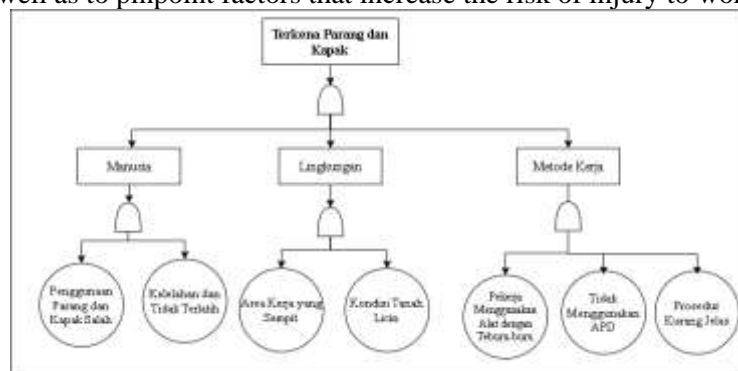 well as to pinpoint factors that increase the risk of injury to wor
Terkena Parang dan
Kapak
Manusia
Lingkungan
Metode Kerja
Penggunaan
Parang dan
Kapak Salah
Kelelahan dan
Tidak Terlatih
Area Kerja yang
Sempit
Kondisi Tanah
Licin
Pekerja
Menggunakan
Alat dengan
Terburu-buru
Tidak
Menggunakan
APD
Prosedur
Kurang Jelas